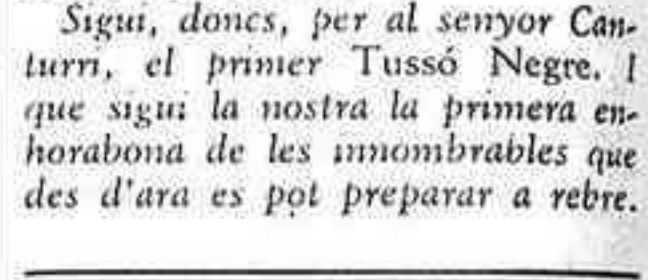 Sigui, doncs, per al senyor Can-
turri, el primer Tussó Negre. I
que sigui la nostra la primera en-
horabona de les innombrables que
des d'ara es pot preparar a rebre.